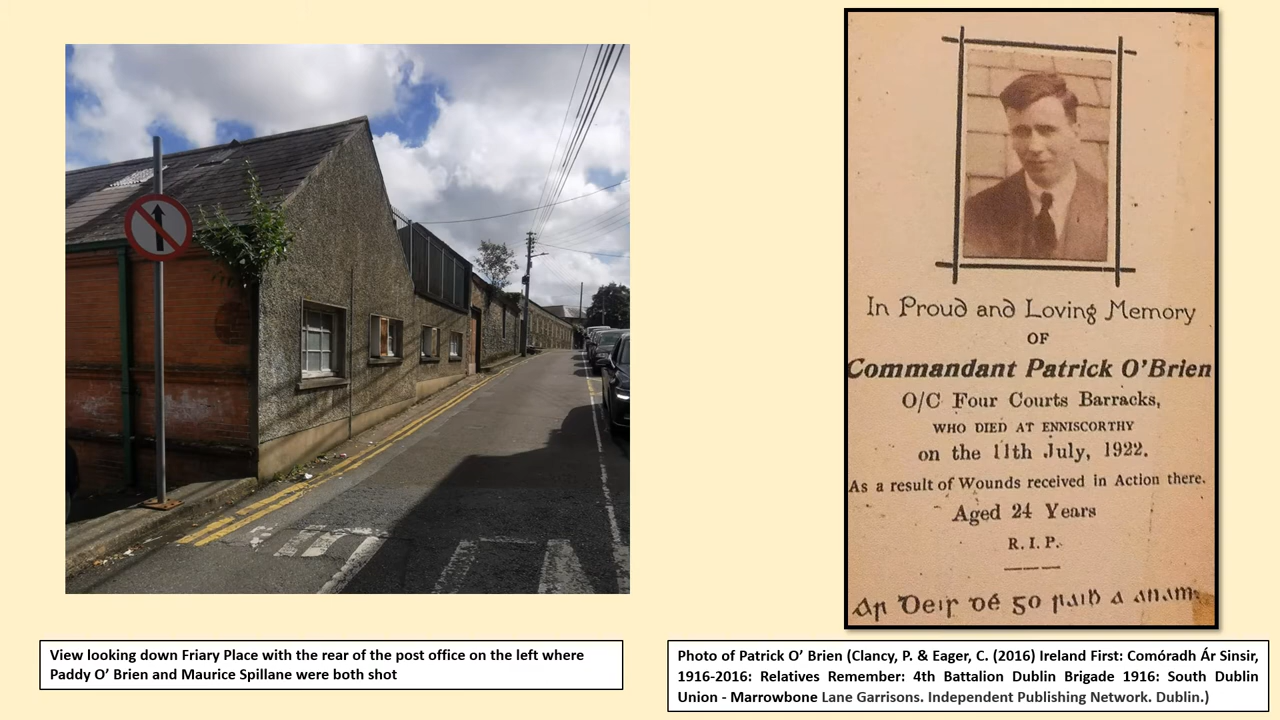 View looking down Friary Place with the rear of the post office on the left where
Paddy O’ Brien and Maurice Spillane were both shot
In Proud and Loving Memory
OF
Commandant Patrick O’Brien
O/C Four Courts Barracks,
WHO DIED AT ENNISCORTHY
on the 11th July, 1922.
As a result of Wounds received in Action there.
Aged 24 Years
R. I. P.
Ar Deir Dé go raib a anam.
Photo of Patrick O’ Brien (Clancy, P. & Eager, C. (2016) Ireland First: Comóradh Ár Sinsir,
1916-2016: Relatives Remember: 4th Battalion Dublin Brigade 1916: South Dublin
Union - Marrowbone Lane Garrisons. Independent Publishing Network. Dublin.)